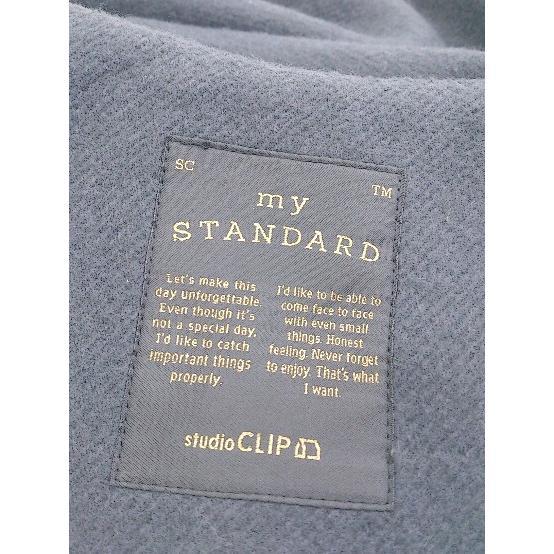 SC
TM
my
STANDARD
Let's make this
day unforgettable.
Even though it's
not a special day.
I'd like to catch
important things
properly.
I'd like to be able to
come face to face
with even small
things. Honest
feeling. Never forget
to enjoy. That's what
I want.
studio CLIP